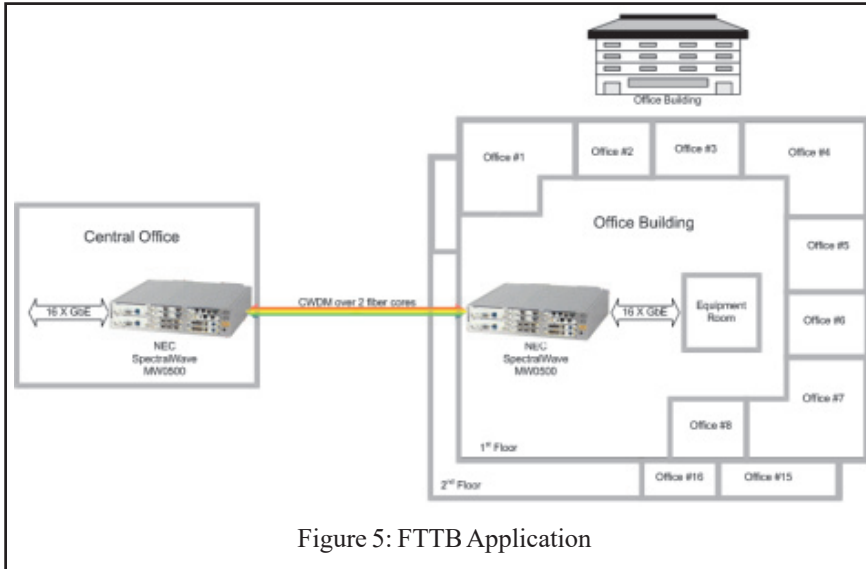 Office Building
Office #1
Office #2
Office #3
Office #4
Central Office
Office Building
Office #5
16 X GbE
CWDM over 2 fiber cores
16 X GbE
Equipment
Room
Office #6
NEC
SpectralWave
MW0500
NEC
SpectralWave
MW0500
Office #7
Office #8
1st Floor
2nd Floor
Office #16
Office #15
Figure 5: FTTB Application